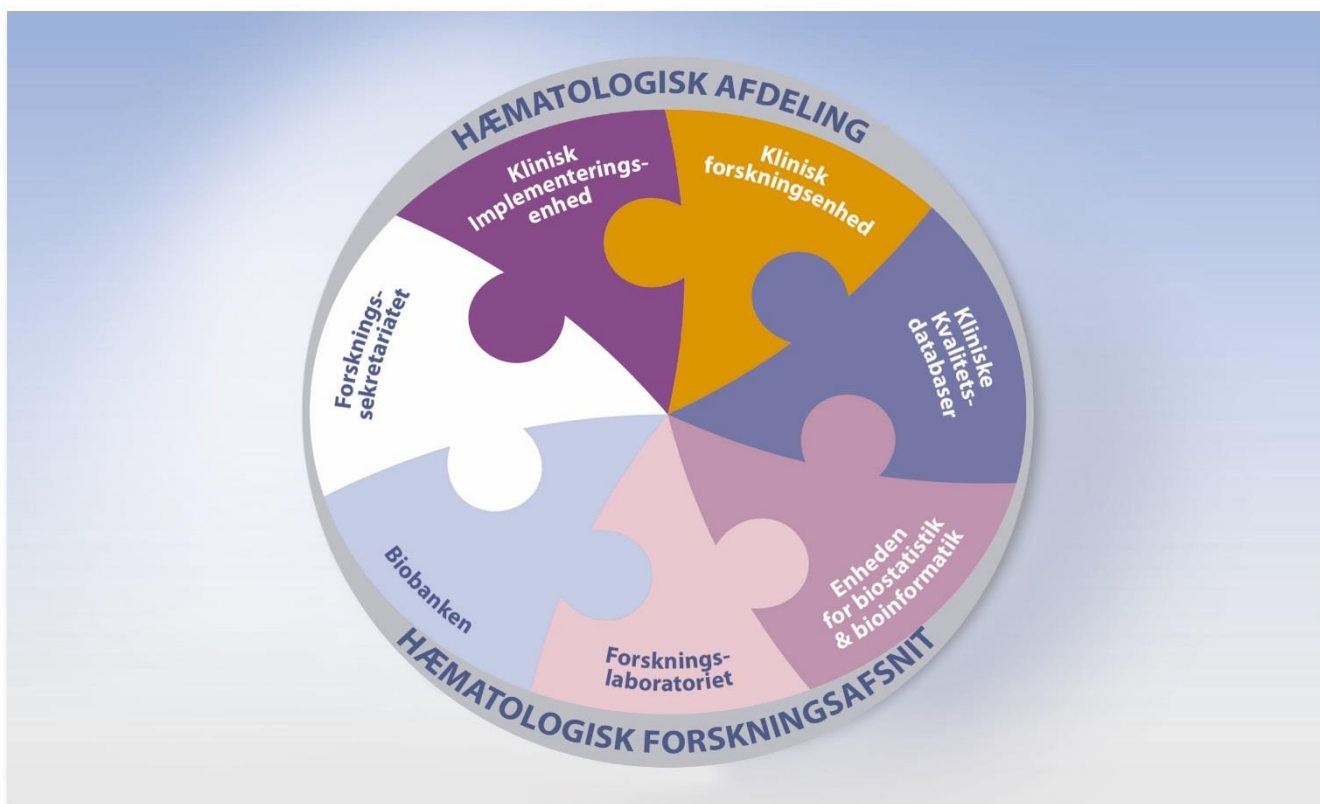 HÆMATOLOGISK AFDELING
Klinisk
Implementerings-
enhed
Klinisk
forskningsenhed
Kliniske
Kvalitets-
databaser
Enheden
for biostatistik
& bioinformatik
Forsknings-
laboratoriet
Biobanken
Forsknings-
sekretariatet
HÆMATOLOGISK FORSKNINGSAFSNIT